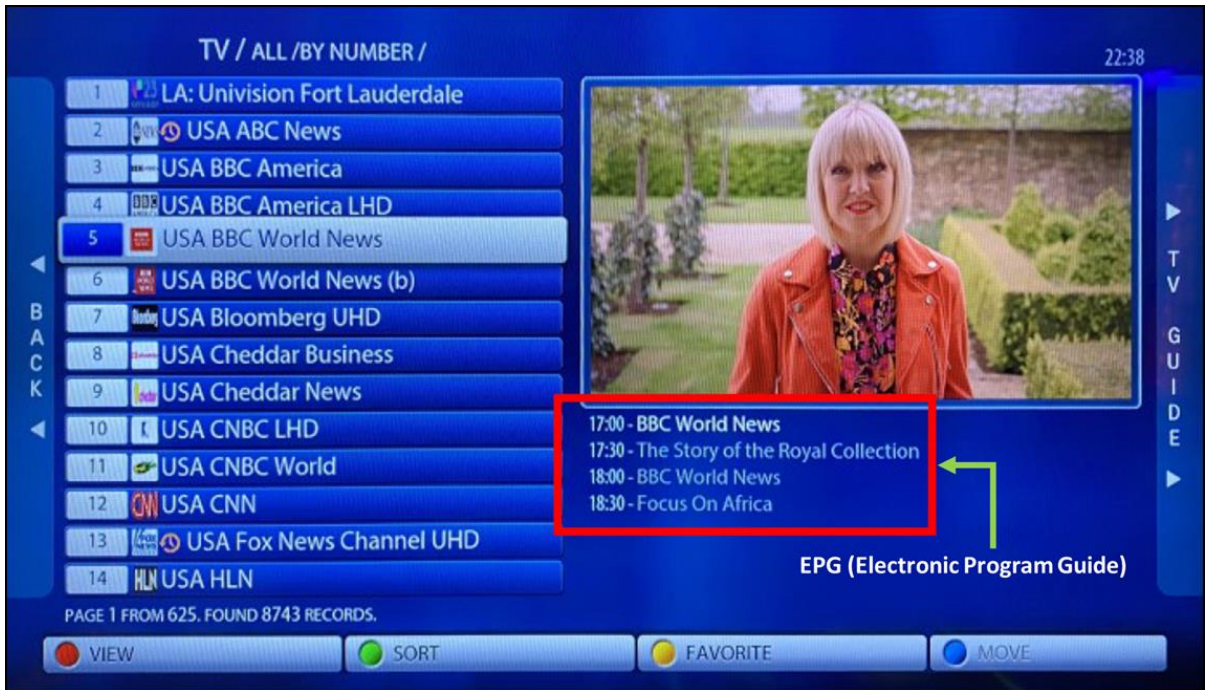 TV / ALL /BY NUMBER /
22:38
1 LA: Univision Fort Lauderdale
2 USA ABC News
3 USA BBC America
4 USA BBC America LHD
5 USA BBC World News
6 USA BBC World News (b)
7 USA Bloomberg UHD
8 USA Cheddar Business
9 USA Cheddar News
10 USA CNBC LHD
11 USA CNBC World
12 CNN USA CNN
13 USA Fox News Channel UHD
14 HLN USA HLN
PAGE 1 FROM 625. FOUND 8743 RECORDS.
BACK
TV GUIDE
17:00 - BBC World News
17:30 - The Story of the Royal Collection
18:00 - BBC World News
18:30 - Focus On Africa
EPG (Electronic Program Guide)
VIEW
SORT
FAVORITE
MOVE